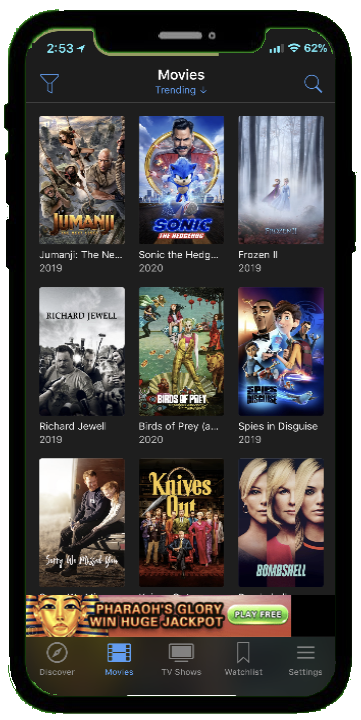 2:53 62%
Movies
Trending ↓
JUMANJI
THE NEXT LEVEL
SONIC
THE HEDGEHOG
FROZEN II
Jumanji: The Ne...
Sonic the Hedg...
Frozen II
2019
2020
2019
RICHARD JEWELL
BIRDS OF PREY
SPIES
IN DISGUISE
Richard Jewell
Birds of Prey (a...
Spies in Disguise
2019
2020
2019
Sorry We Missed You
Knives
Out
BOMBSHELL
PHARAOH'S GLORY
WIN HUGE JACKPOT
PLAY FREE
Discover
Movies
TV Shows
Watchlist
Settings